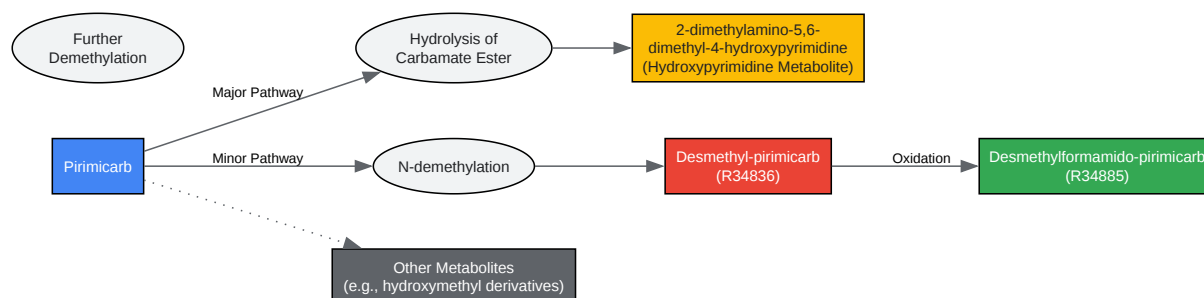 Further
Demethylation
Hydrolysis of
Carbamate Ester
2-dimethylamino-5,6-
dimethyl-4-hydroxypyrimidine
(Hydroxypyrimidine Metabolite)
Major Pathway
Pirimicarb
Minor Pathway
N-demethylation
Desmethyl-pirimicarb
(R34836)
Oxidation
Desmethylformamido-pirimicarb
(R34885)
Other Metabolites
(e.g., hydroxymethyl derivatives)